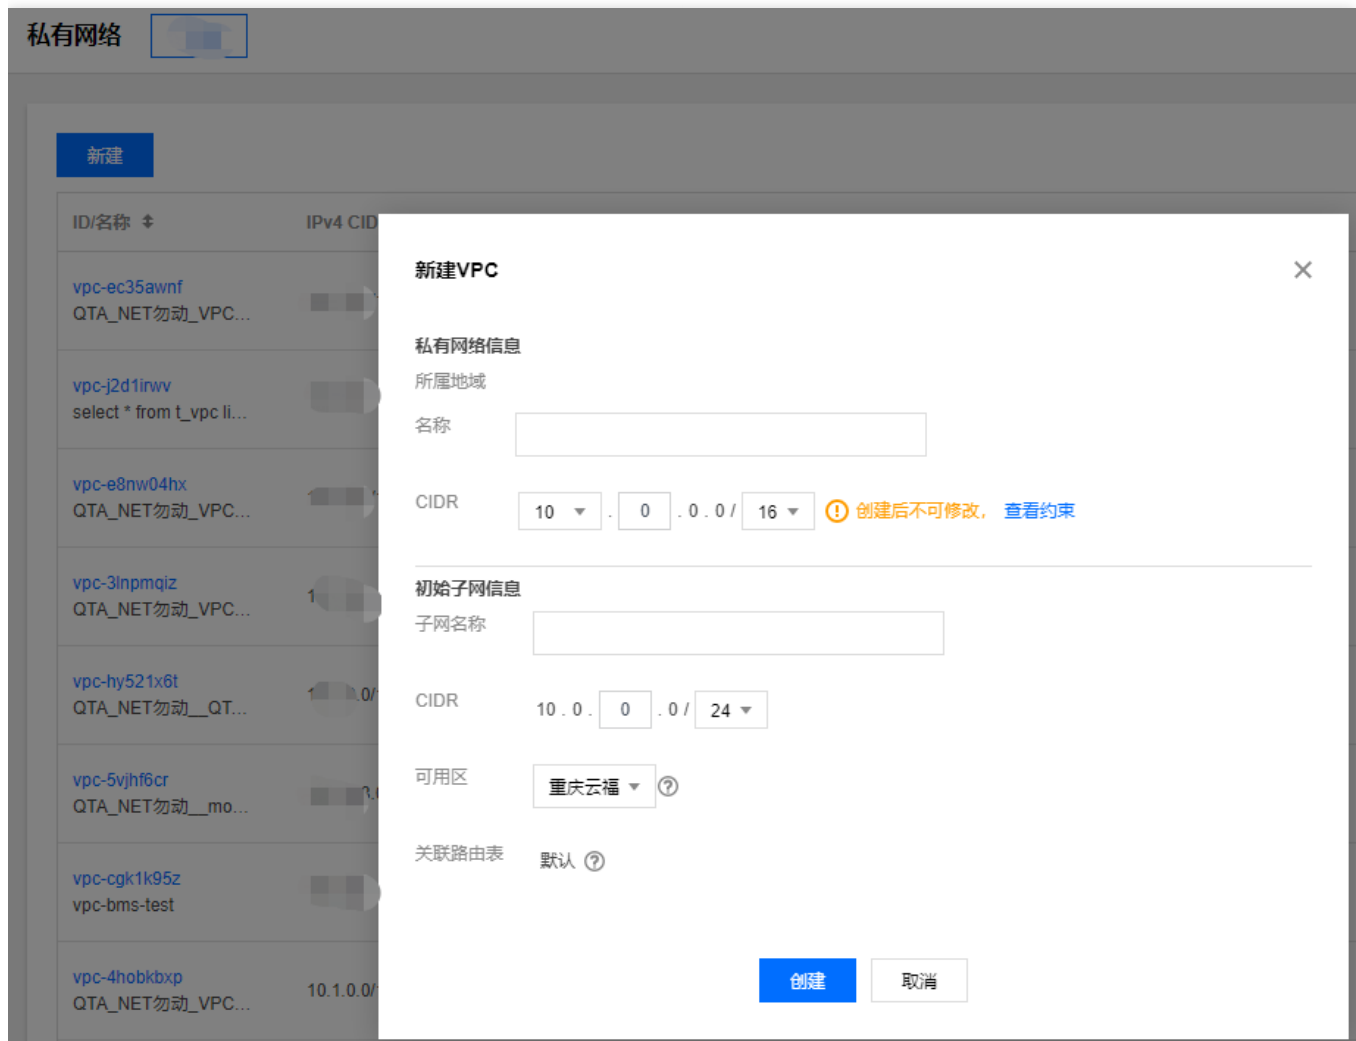 私有网络
新建
ID/名称 IPv4 CID
vpc-ec35awnf
QTA_NET勿动_VPC...
vpc-j2d1irwv
select * from t_vpc li...
vpc-e8nw04hx
QTA_NET勿动_VPC...
vpc-3lnpmqiz
QTA_NET勿动_VPC...
vpc-hy521x6t
QTA_NET勿动__QT...
vpc-5vjhf6cr
QTA_NET勿动__mo...
vpc-cgk1k95z
vpc-bms-test
vpc-4hobkbxp
10.1.0.0/
QTA_NET勿动_VPC...
新建VPC
私有网络信息
所属地域
名称
CIDR 10 . 0 . 0 . 0 / 16 创建后不可修改, 查看约束
初始子网信息
子网名称
CIDR 10 . 0 . 0 . 0 / 24
可用区 重庆云福
关联路由表 默认
创建 取消